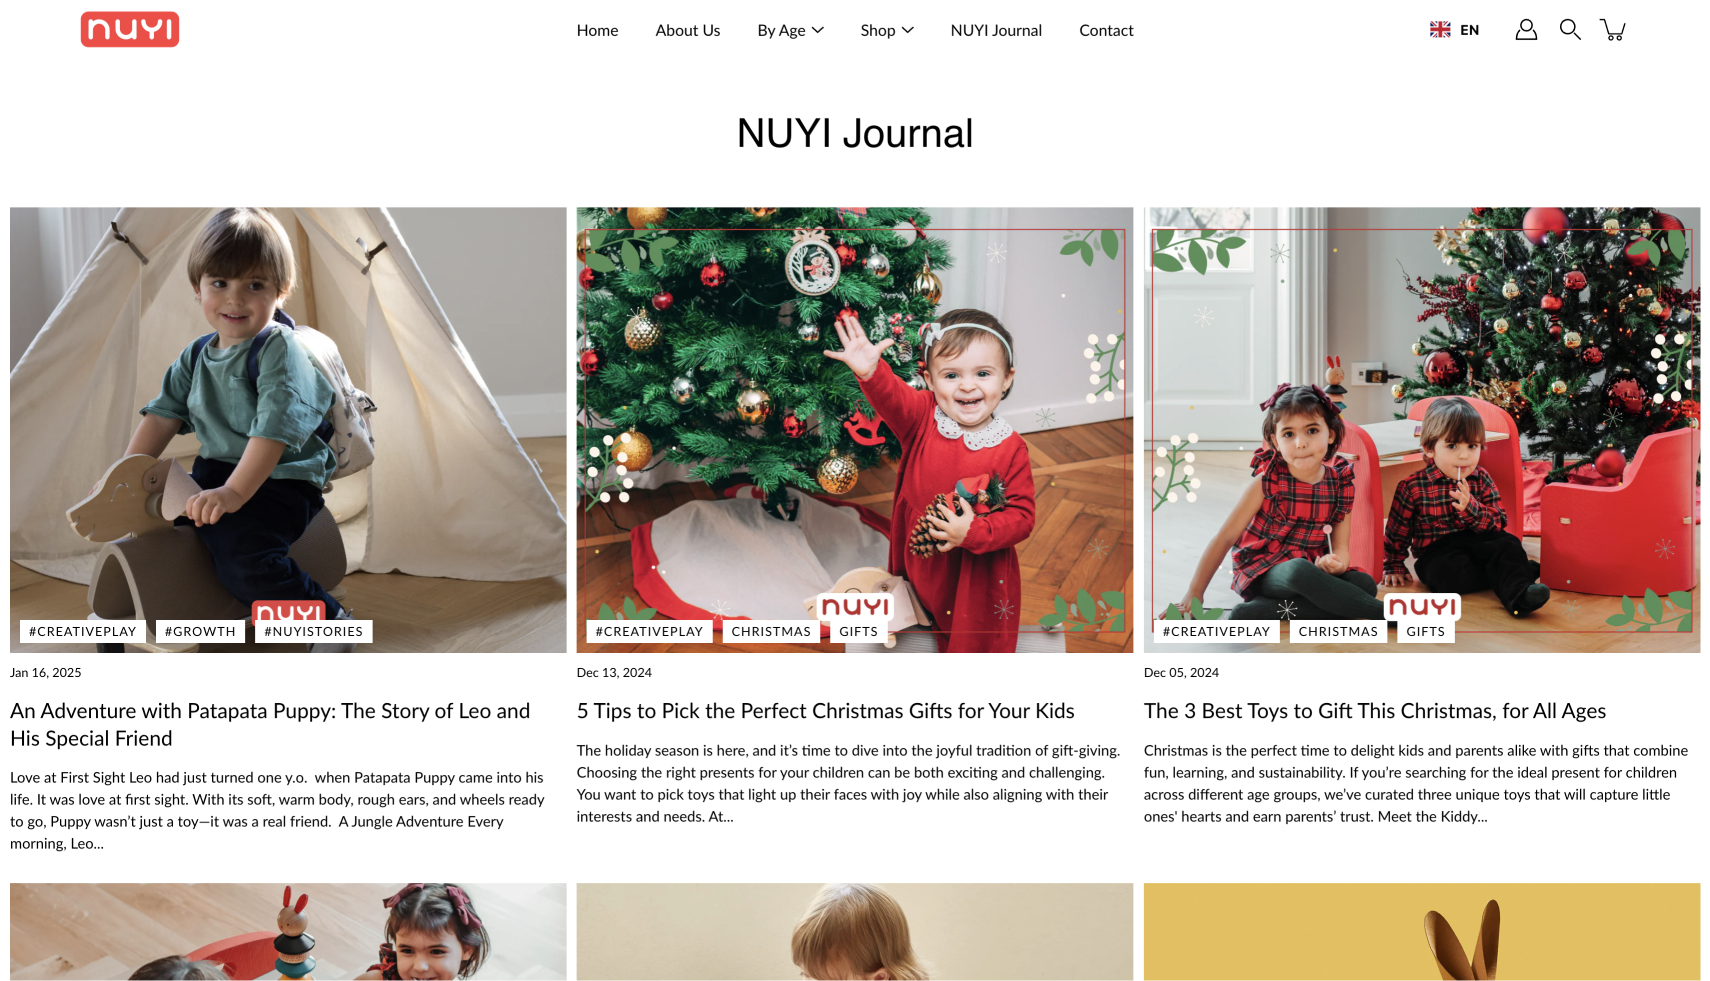 nuyi
Home
About Us
By Age
Shop
NUYI Journal
Contact
EN
NUYI Journal
nuyi
#CREATIVEPLAY
#GROWTH
#NUYISTORIES
nuyi
#CREATIVEPLAY
CHRISTMAS
GIFTS
nuyi
#CREATIVEPLAY
CHRISTMAS
GIFTS
Jan 16, 2025
An Adventure with Patapata Puppy: The Story of Leo and
His Special Friend
Love at First Sight Leo had just turned one y.o.  when Patapata Puppy came into his
life. It was love at first sight. With its soft, warm body, rough ears, and wheels ready
to go, Puppy wasn’t just a toy—it was a real friend.  A Jungle Adventure Every
morning, Leo...
Dec 13, 2024
5 Tips to Pick the Perfect Christmas Gifts for Your Kids
The holiday season is here, and it’s time to dive into the joyful tradition of gift-giving.
Choosing the right presents for your children can be both exciting and challenging.
You want to pick toys that light up their faces with joy while also aligning with their
interests and needs. At...
Dec 05, 2024
The 3 Best Toys to Gift This Christmas, for All Ages
Christmas is the perfect time to delight kids and parents alike with gifts that combine
fun, learning, and sustainability. If you’re searching for the ideal present for children
across different age groups, we’ve curated three unique toys that will capture little
ones' hearts and earn parents’ trust. Meet the Kiddy...